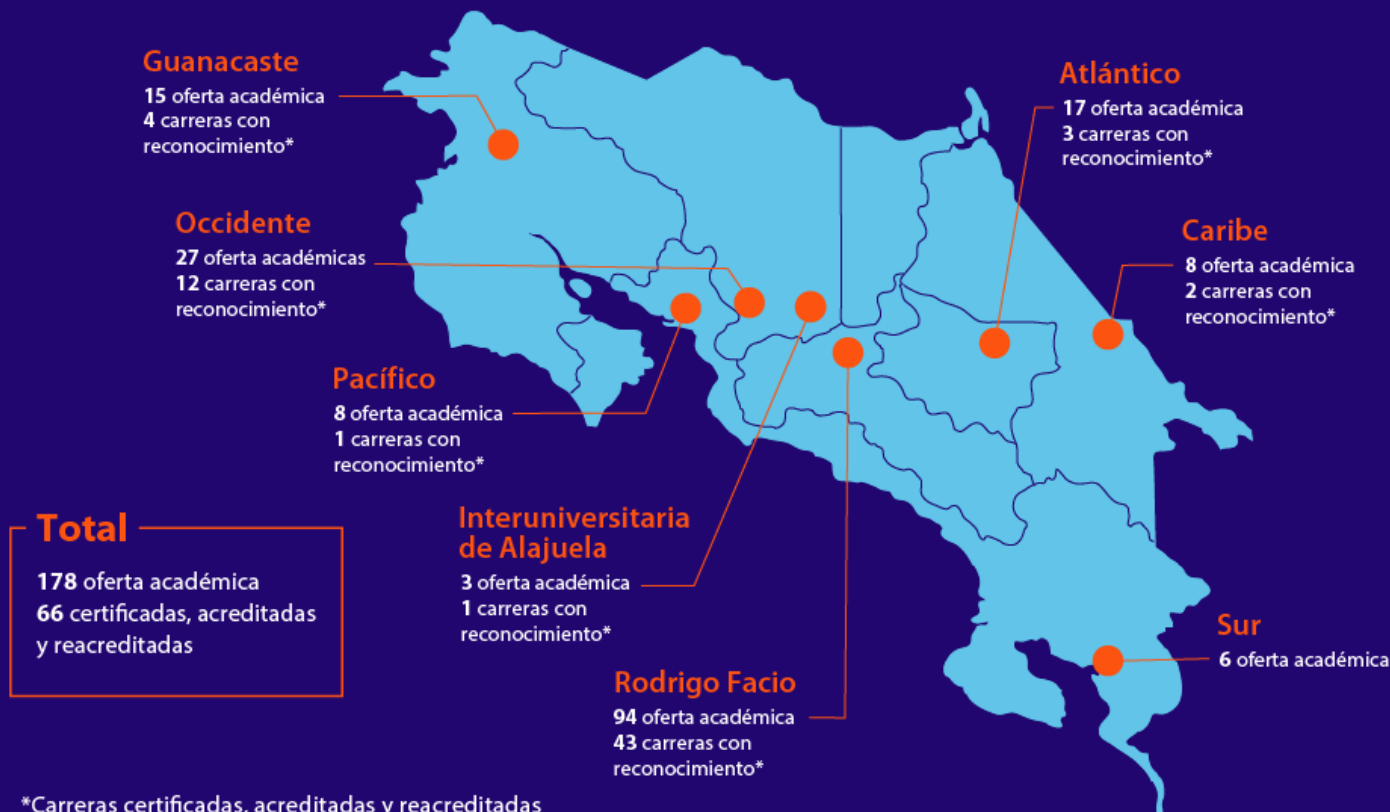 Guanacaste
15 oferta académica
4 carreras con
reconocimiento*
Atlántico
17 oferta académica
3 carreras con
reconocimiento*
Occidente
27 oferta académicas
12 carreras con
reconocimiento*
Caribe
8 oferta académica
2 carreras con
reconocimiento*
Pacífico
8 oferta académica
1 carreras con
reconocimiento*
Interuniversitaria
de Alajuela
3 oferta académica
1 carreras con
reconocimiento*
Total
178 oferta académica
66 certificadas, acreditadas
y reacreditadas
Sur
6 oferta académica
Rodrigo Facio
94 oferta académica
43 carreras con
reconocimiento*
*Carreras certificadas, acreditadas y reacreditadas